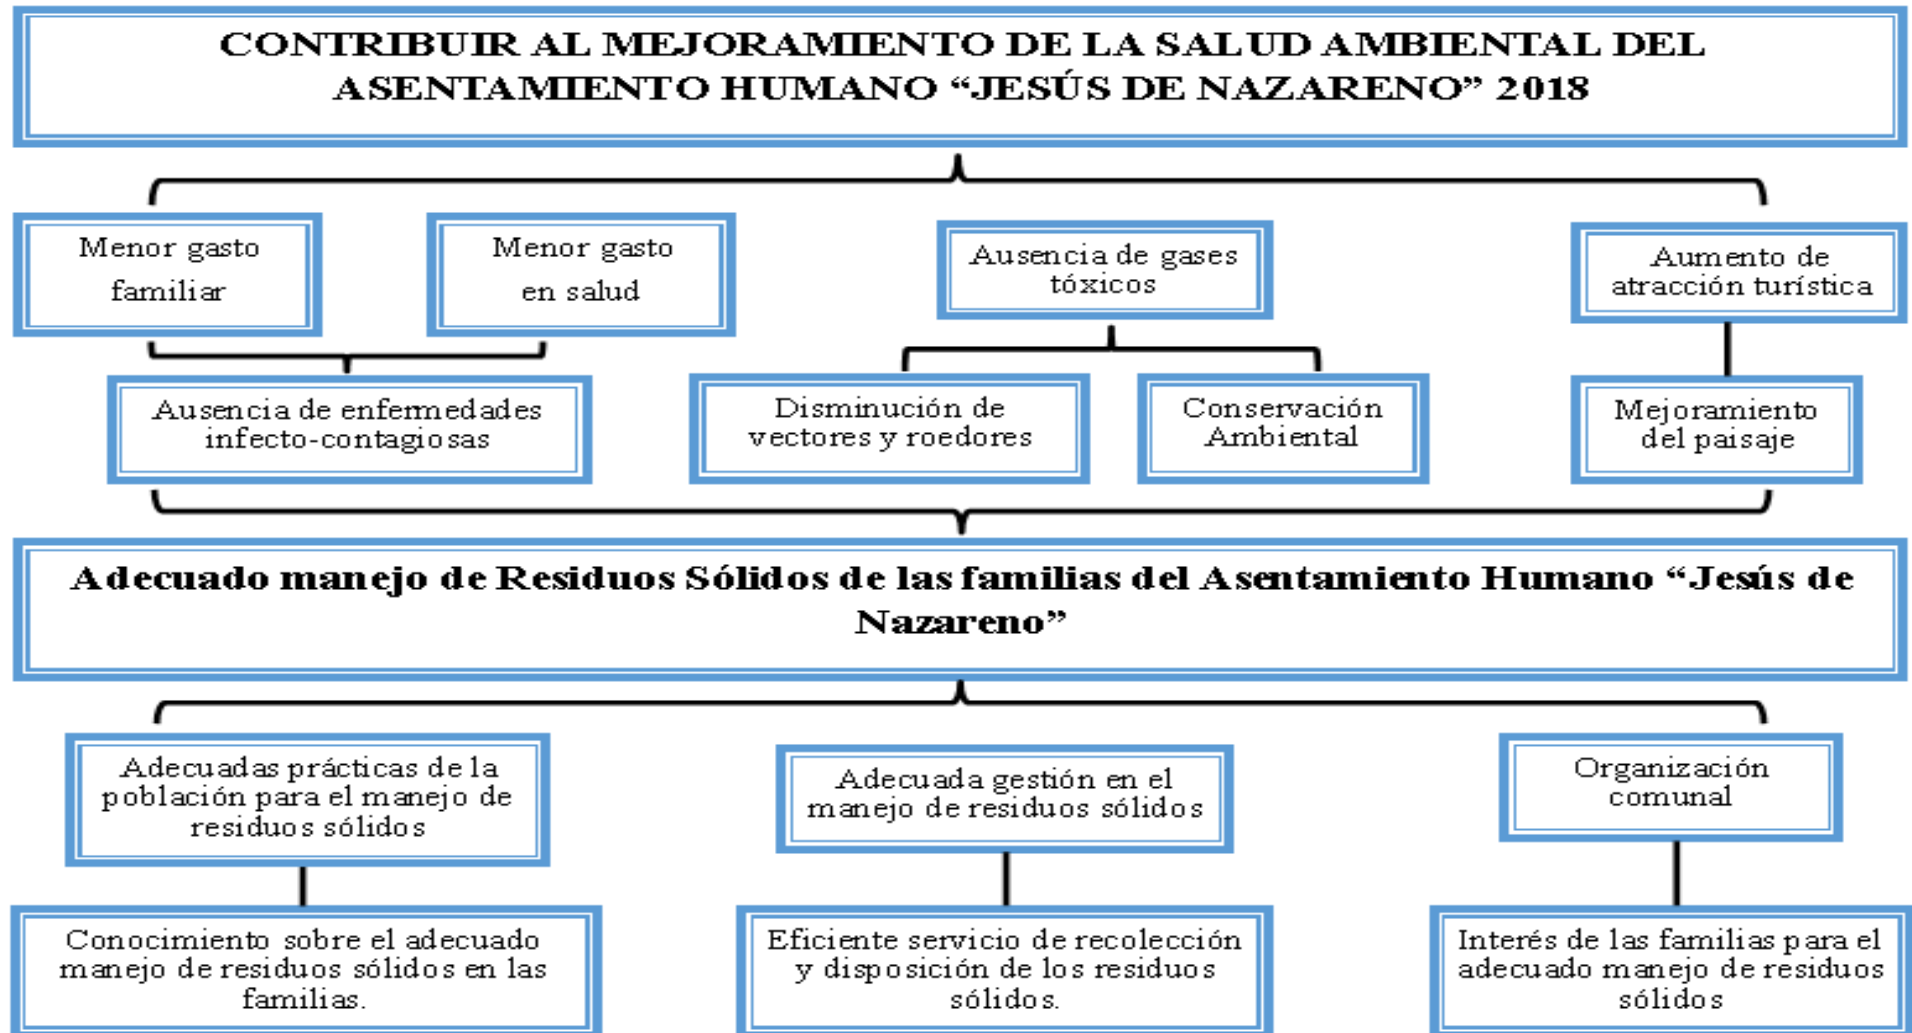 CONTRIBUIR AL MEJORAMIENTO DE LA SALUD AMBIENTAL DEL
ASENTAMIENTO HUMANO “JESÚS DE NAZARENO” 2018
Menor gasto
familiar
Menor gasto
en salud
Ausencia de gases
tóxicos
Aumento de
atracción turística
Ausencia de enfermedades
infecto-contagiosas
Disminución de
vectores y roedores
Conservación
Ambiental
Mejoramiento
del paisaje
Adecuado manejo de Residuos Sólidos de las familias del Asentamiento Humano “Jesús de
Nazareno”
Adecuadas prácticas de la
población para el manejo de
residuos sólidos
Adecuada gestión en el
manejo de residuos sólidos
Organización
comunal
Conocimiento sobre el adecuado
manejo de residuos sólidos en las
familias.
Eficiente servicio de recolección
y disposición de los residuos
sólidos.
Interés de las familias para el
adecuado manejo de residuos
sólidos